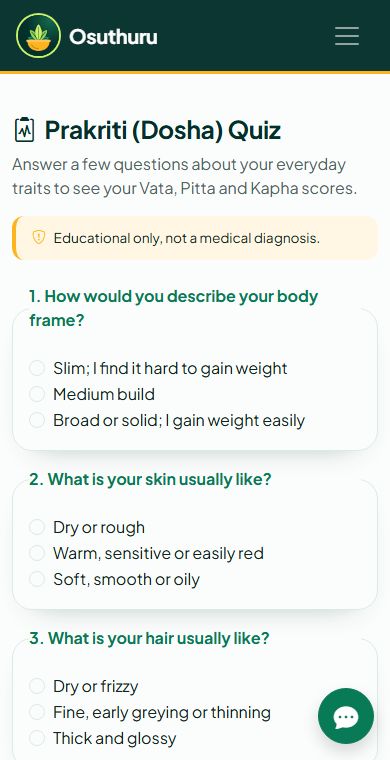 Osuthuru
Prakriti (Dosha) Quiz
Answer a few questions about your everyday
traits to see your Vata, Pitta and Kapha scores.
Educational only, not a medical diagnosis.
1. How would you describe your body
frame?
Slim; I find it hard to gain weight
Medium build
Broad or solid; I gain weight easily
2. What is your skin usually like?
Dry or rough
Warm, sensitive or easily red
Soft, smooth or oily
3. What is your hair usually like?
Dry or frizzy
Fine, early greying or thinning
Thick and glossy